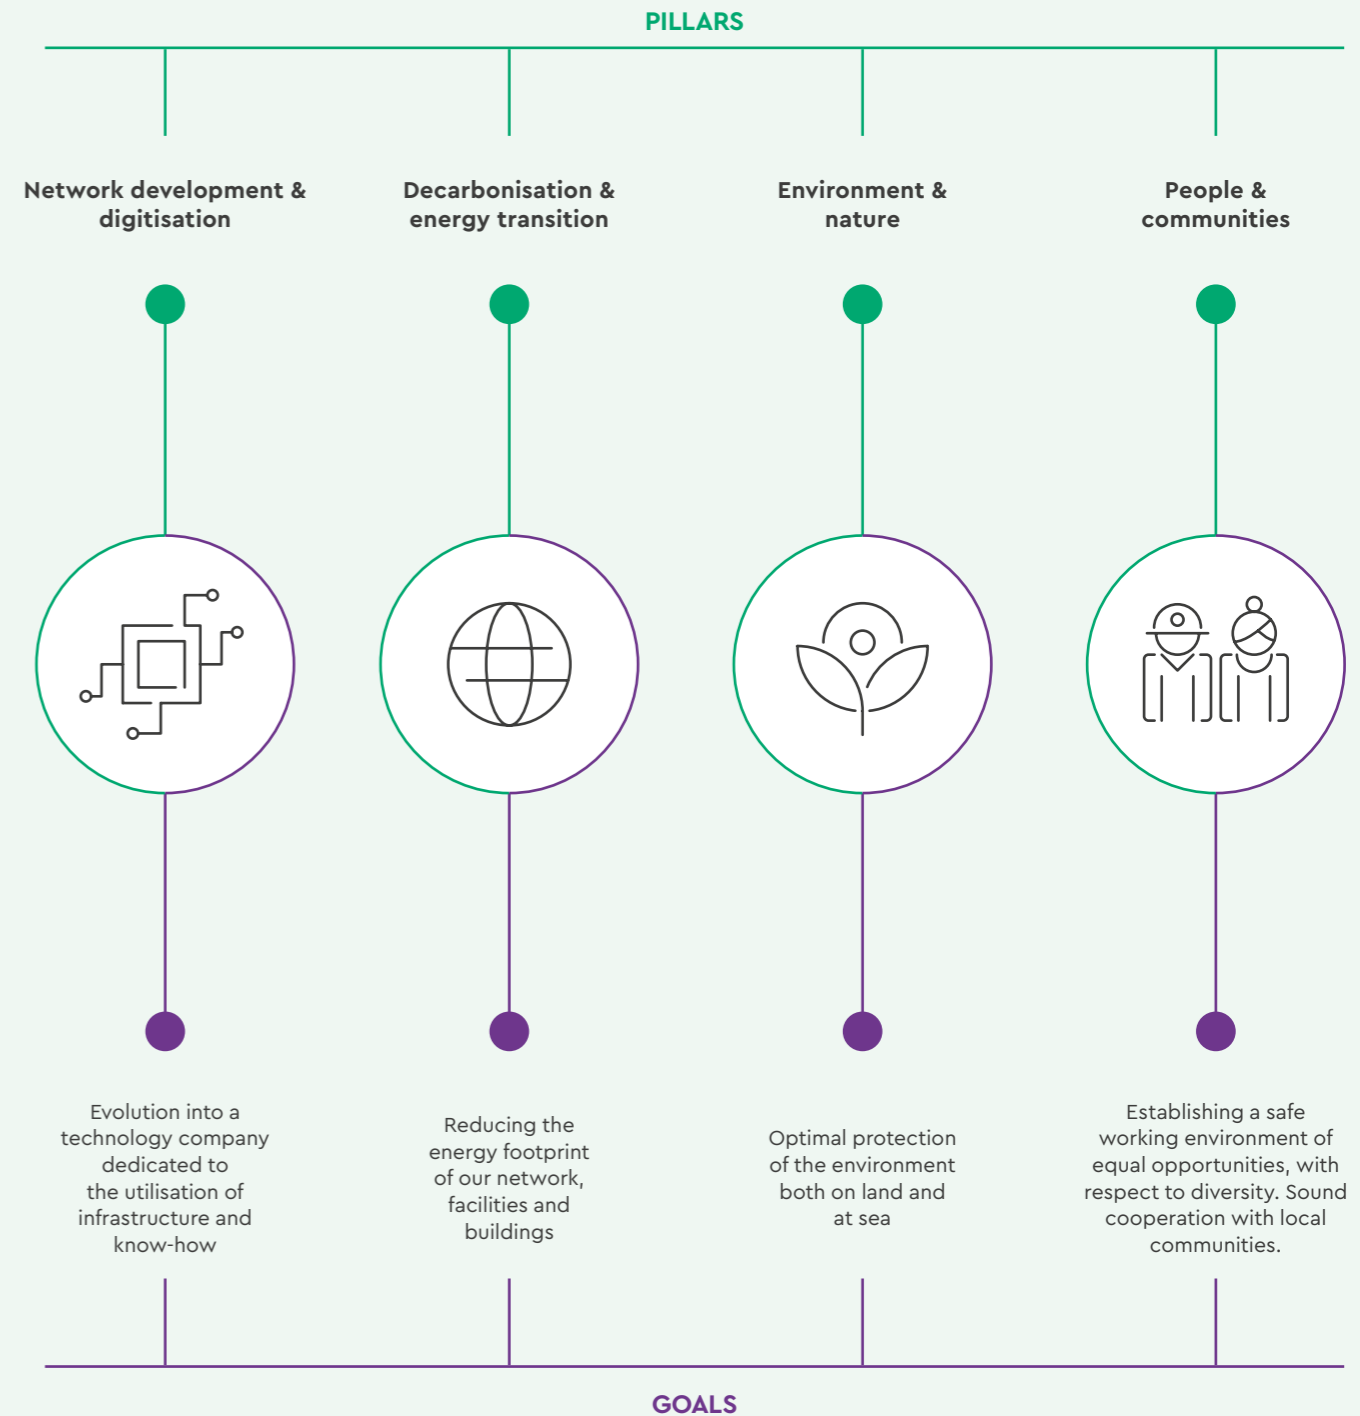 PILLARS
Network development &
digitisation
Decarbonisation &
energy transition
Environment &
nature
People &
communities
Evolution into a
technology company
dedicated to
the utilisation of
infrastructure and
know-how
Reducing the
energy footprint
of our network,
facilities and
buildings
Optimal protection
of the environment
both on land and
at sea
Establishing a safe
working environment of
equal opportunities, with
respect to diversity. Sound
cooperation with local
communities.
GOALS